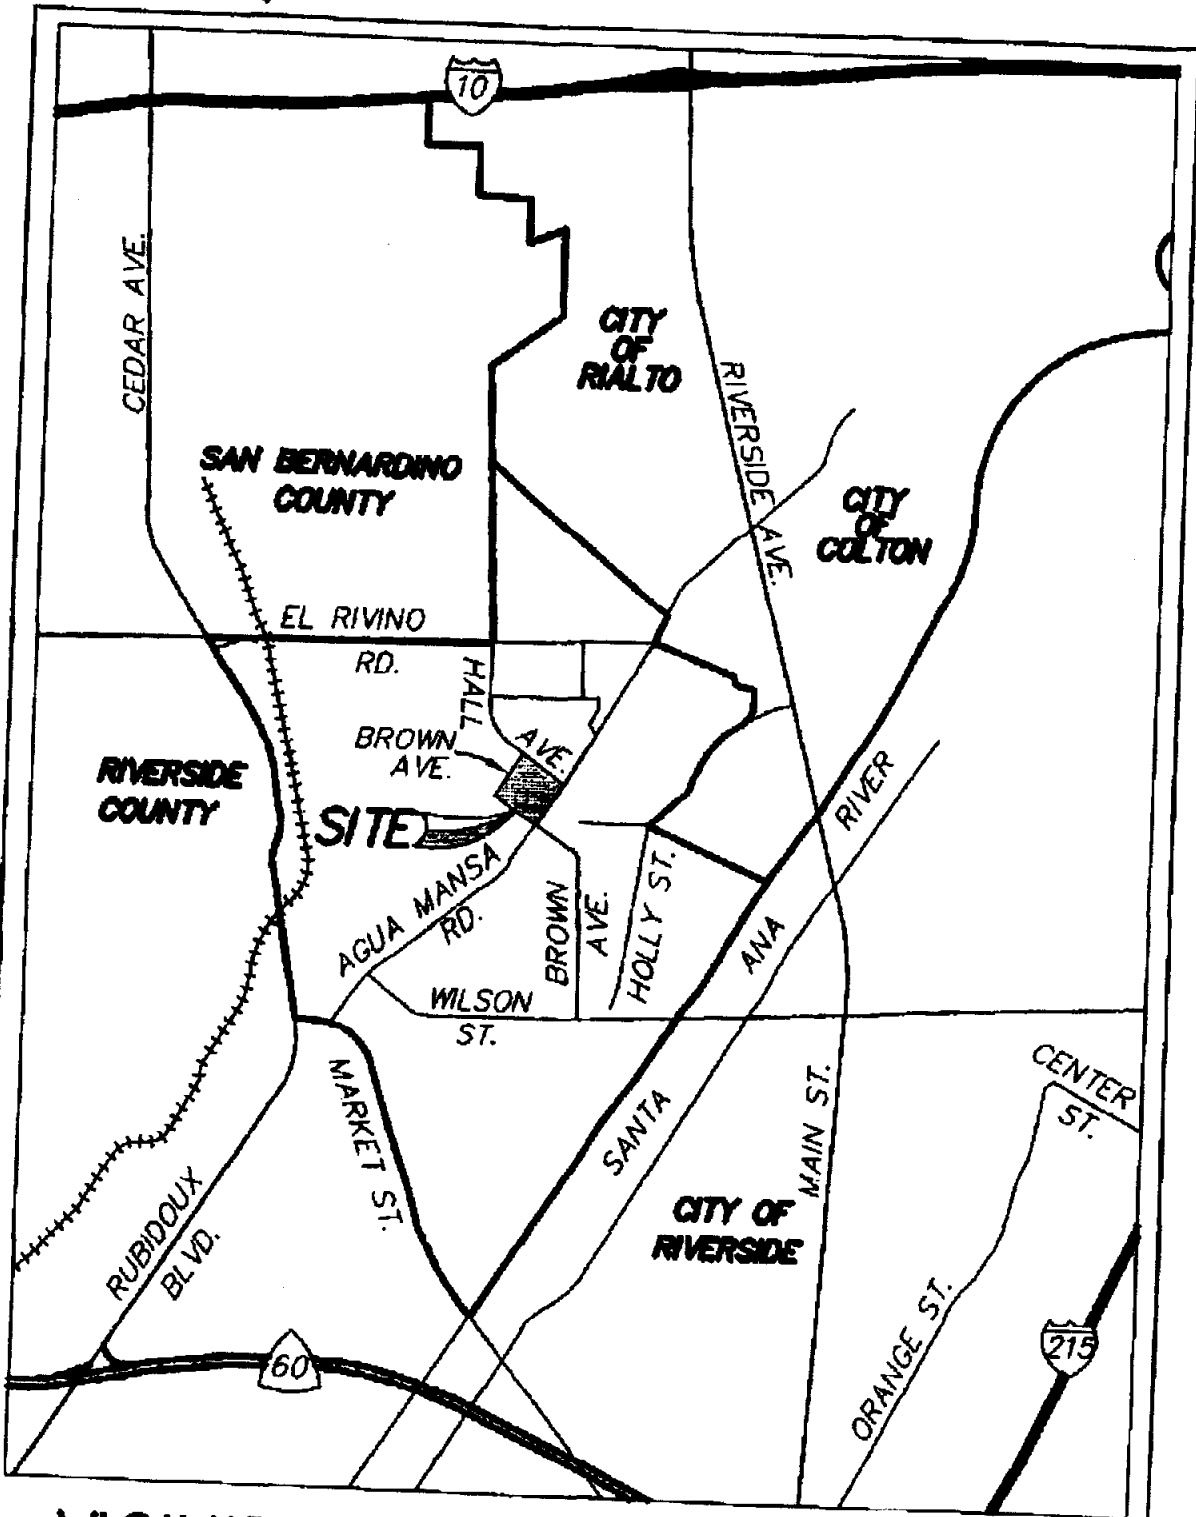 10
CEDAR AVE.
CITY
OF
RIALTO
RIVERSIDE AVE.
SAN BERNARDINO
COUNTY
CITY
OF
COLTON
EL RIVINO
RD.
HALL
AVE.
BROWN
AVE.
RIVERSIDE
COUNTY
SITE
AGUA MANSA
RD.
BROWN
AVE.
HOLLY ST.
SANTA ANA RIVER
WILSON
ST.
MARKET ST.
MAIN ST.
CENTER
ST.
RUBIDOUX
BLVD.
CITY OF
RIVERSIDE
ORANGE ST.
60
215